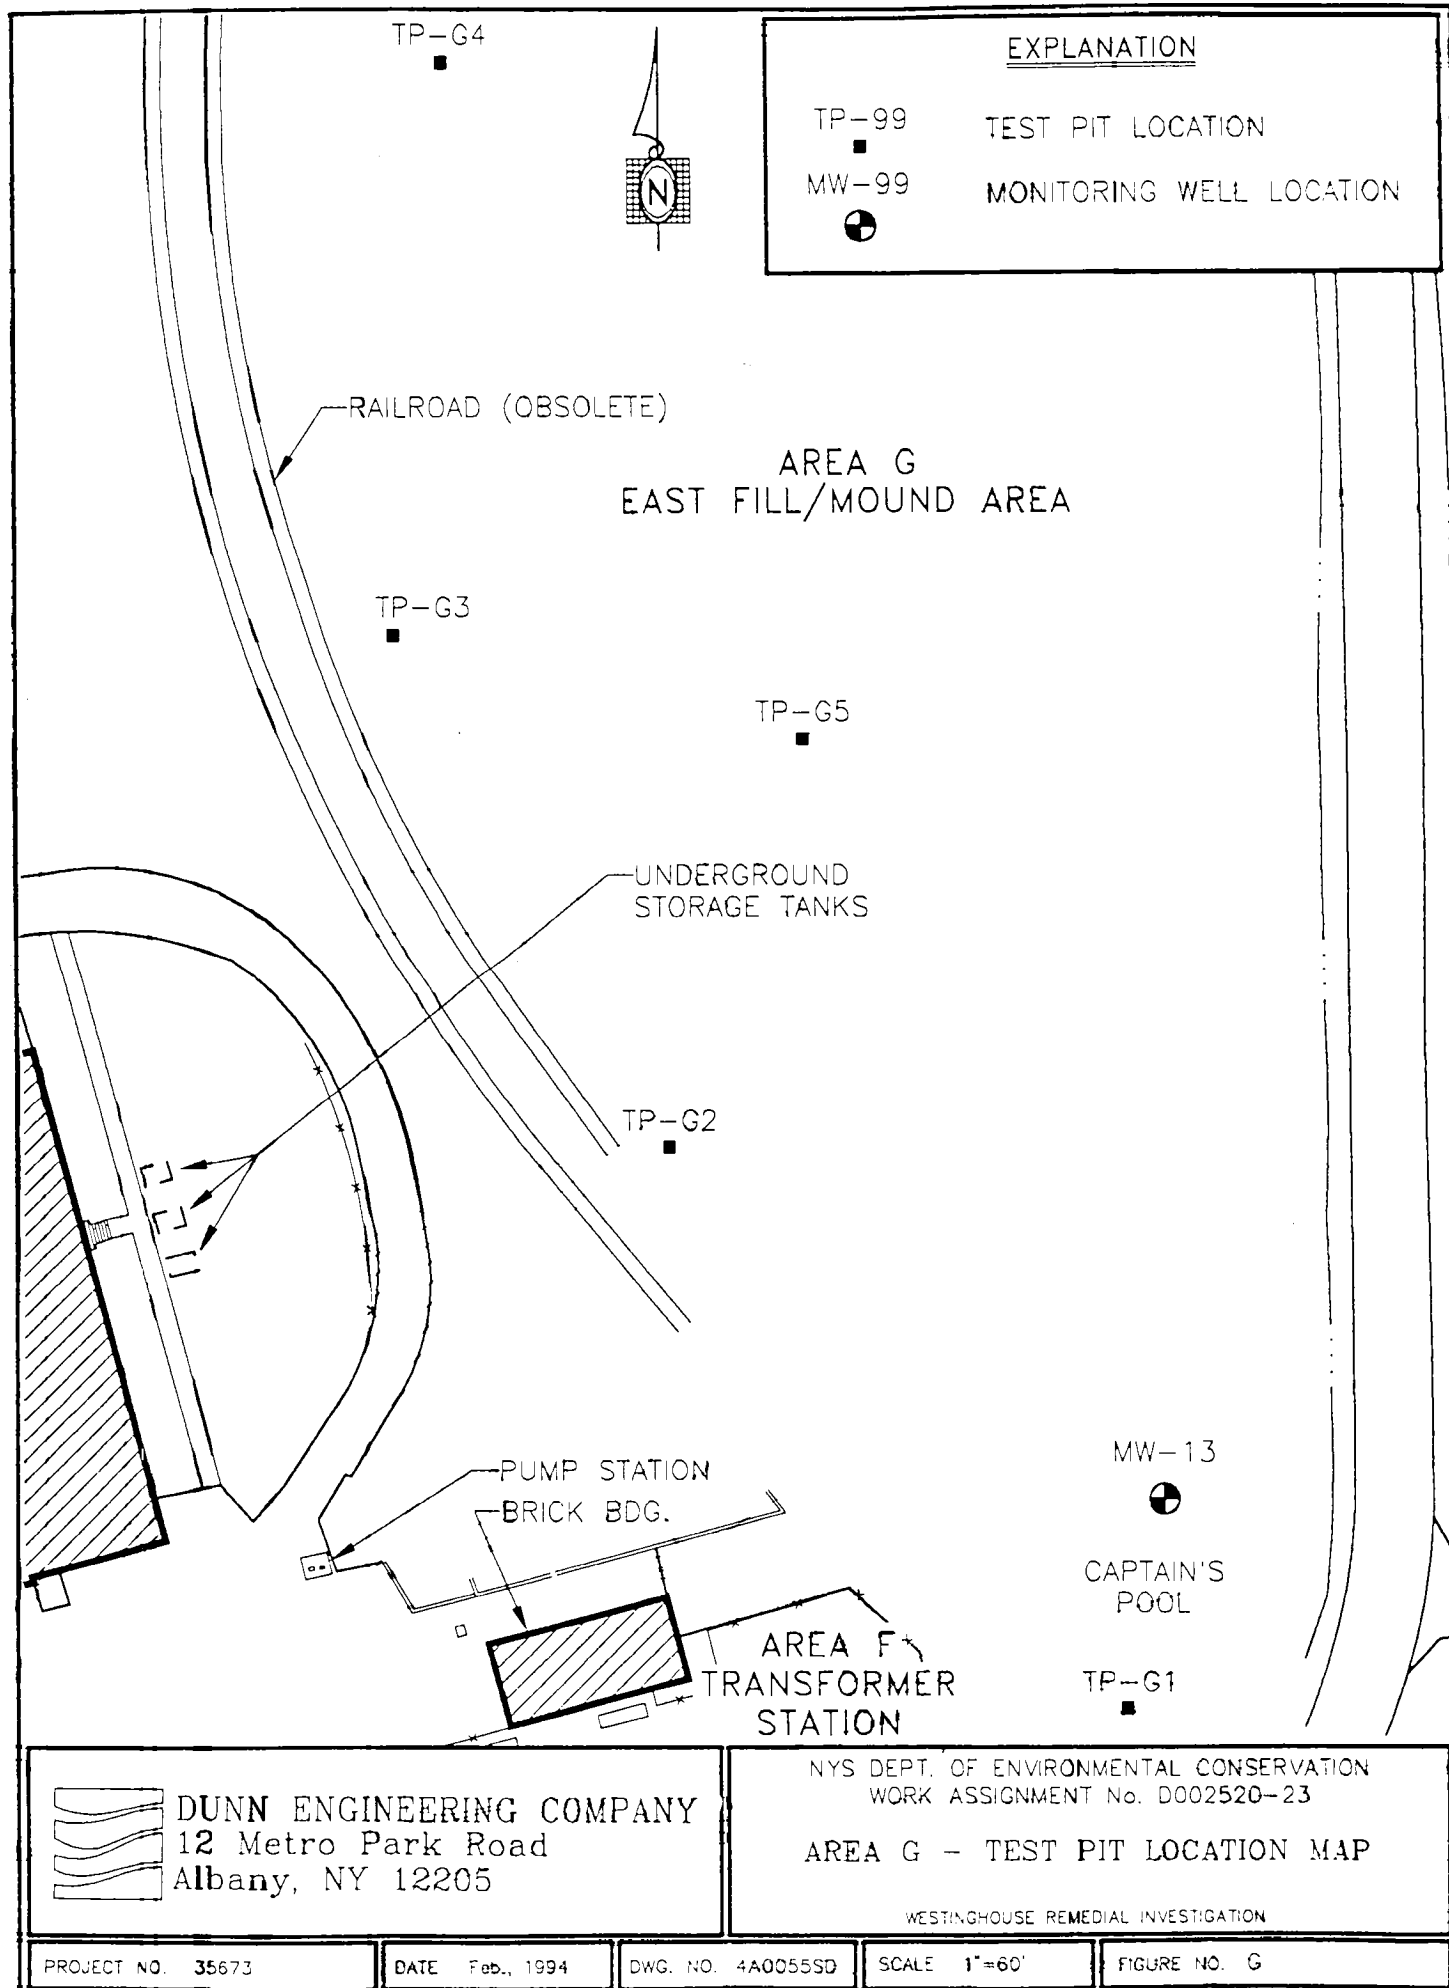 TP-G4
EXPLANATION
TP-99
TEST PIT LOCATION
MW-99
MONITORING WELL LOCATION
N
RAILROAD (OBSOLETE)
AREA G
EAST FILL/MOUND AREA
TP-G3
TP-G5
UNDERGROUND
STORAGE TANKS
TP-G2
MW-13
PUMP STATION
BRICK BDG.
CAPTAIN'S
POOL
AREA F
TRANSFORMER
STATION
TP-G1
DUNN ENGINEERING COMPANY
12 Metro Park Road
Albany, NY 12205
NYS DEPT. OF ENVIRONMENTAL CONSERVATION
WORK ASSIGNMENT No. D002520-23
AREA G - TEST PIT LOCATION MAP
WESTINGHOUSE REMEDIAL INVESTIGATION
PROJECT NO. 35673
DATE Feb., 1994
DWG. NO. 4A0055SD
SCALE 1"=60'
FIGURE NO. G